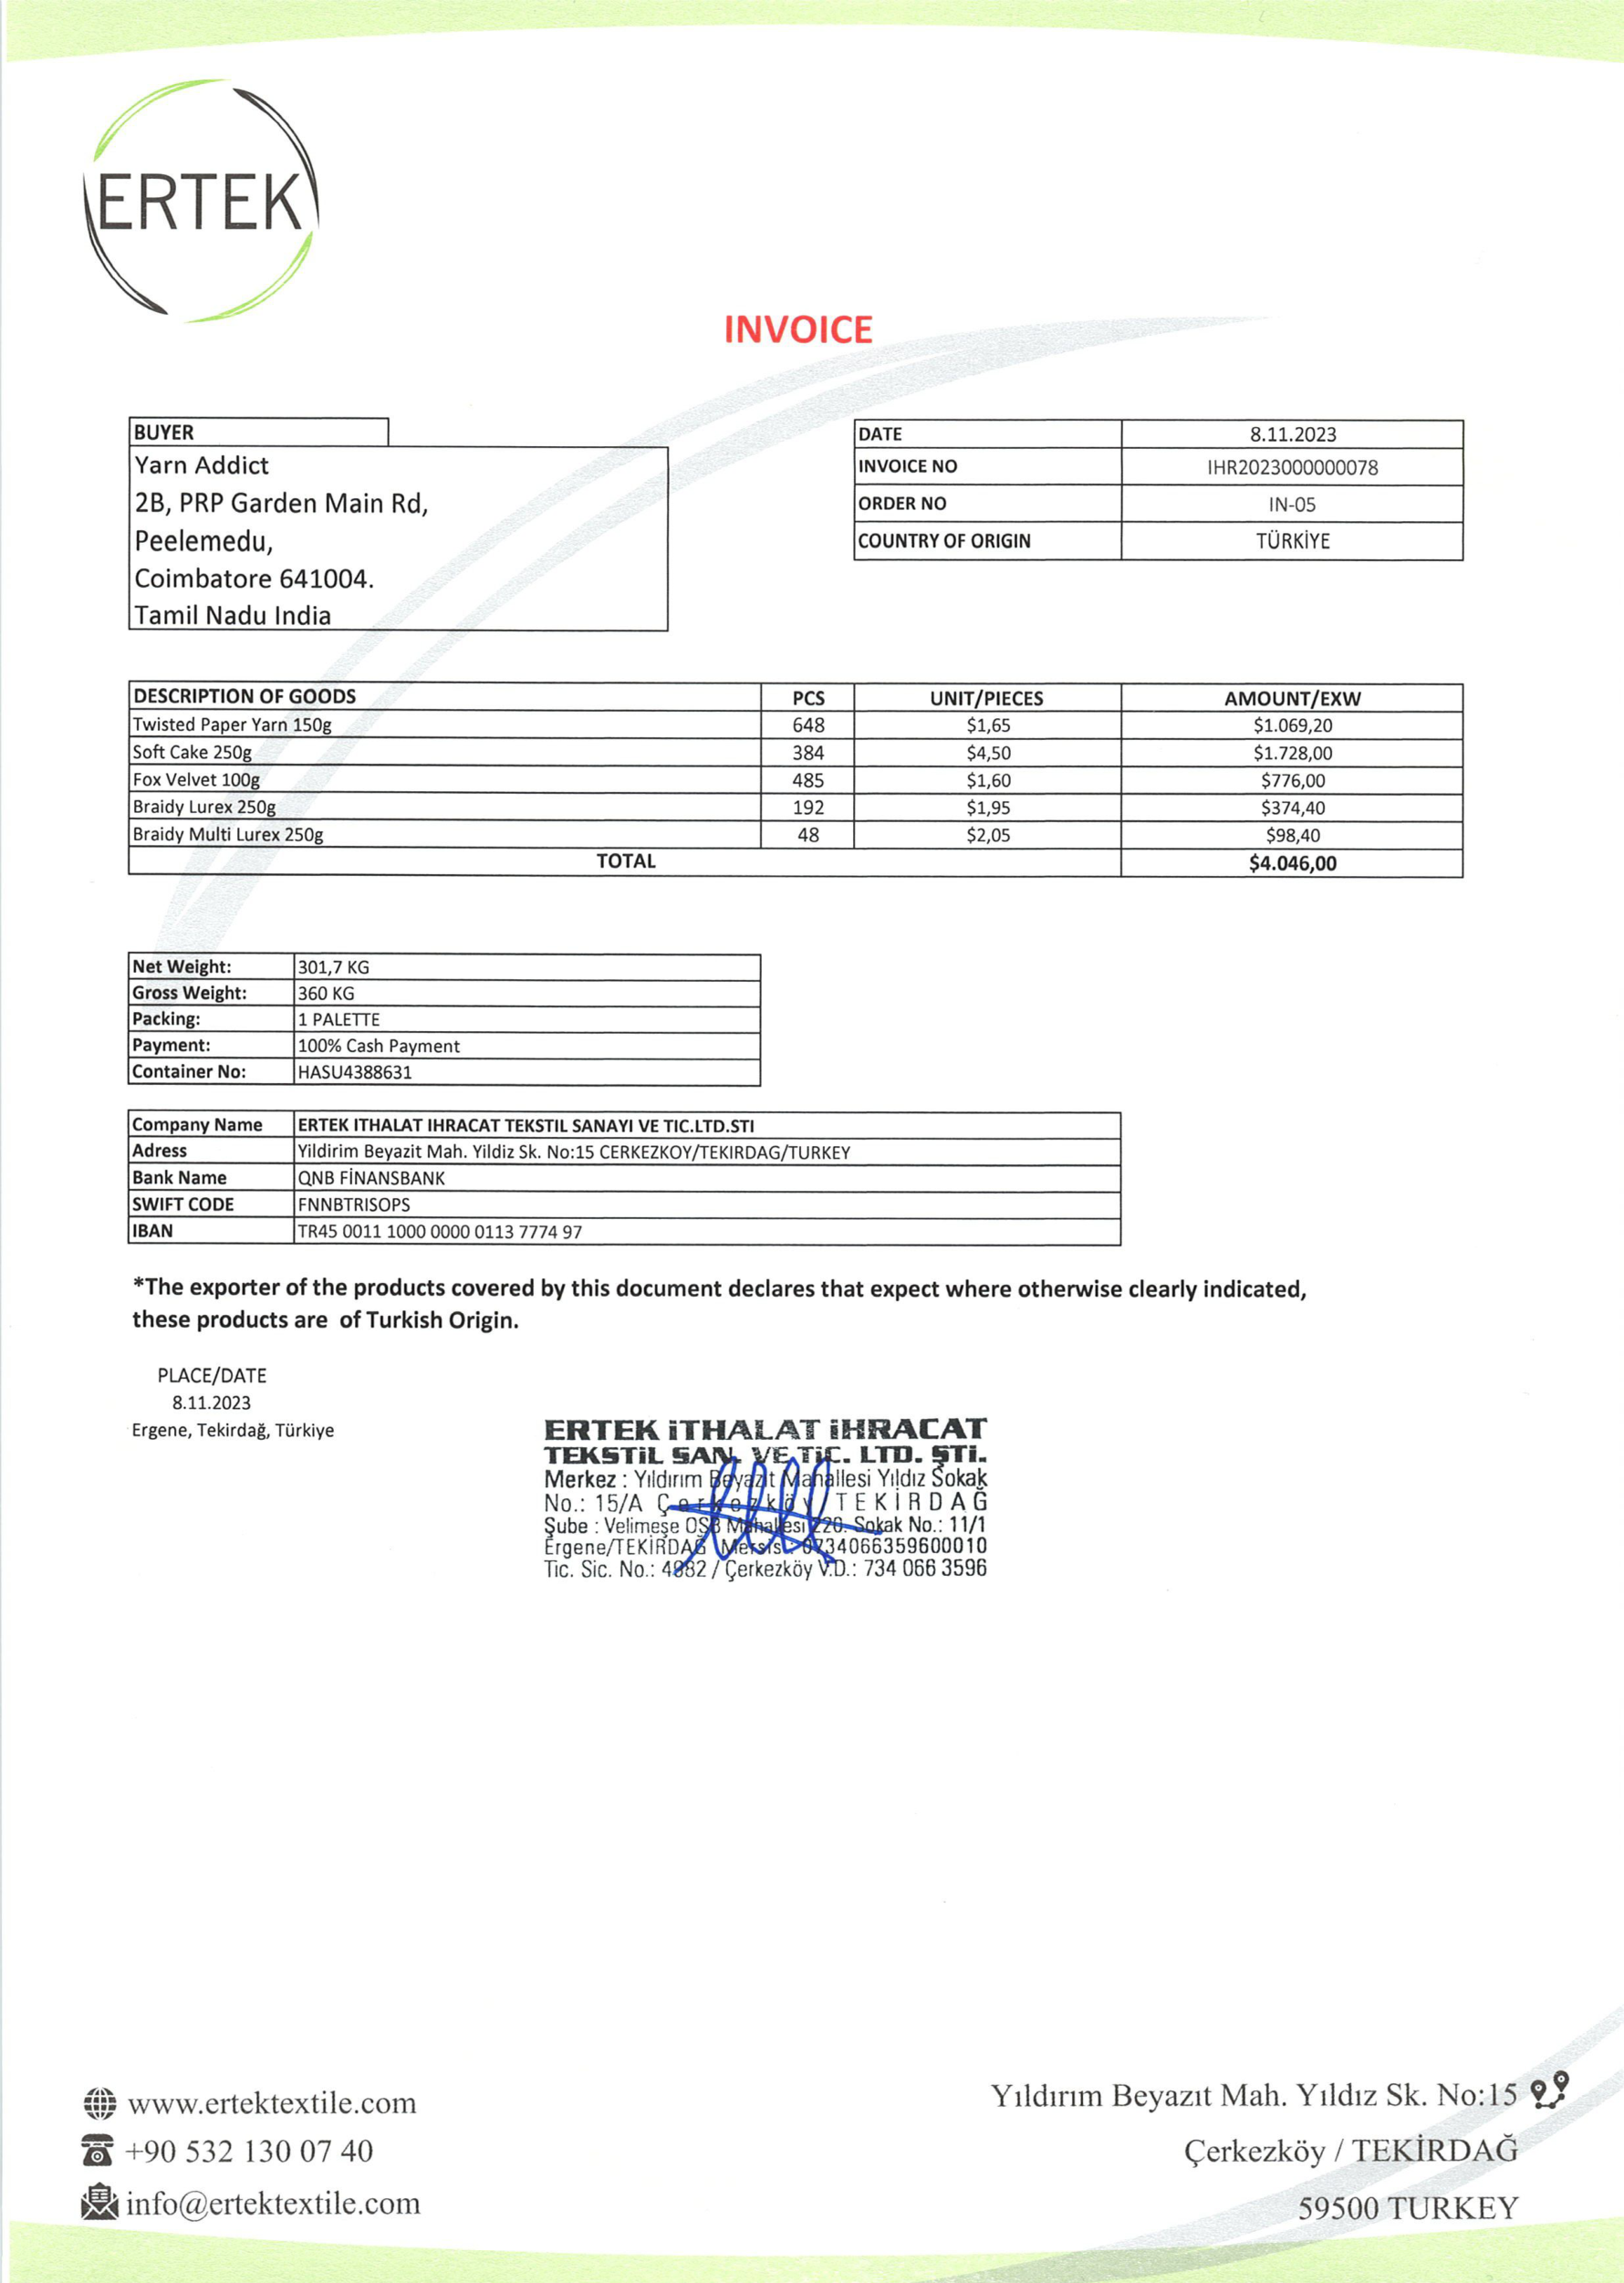 ERTEK
INVOICE
BUYER
Yarn Addict
2B, PRP Garden Main Rd,
Peelemedu,
Coimbatore 641004.
Tamil Nadu India
DATE 8.11.2023
INVOICE NO IHR2023000000078
ORDER NO IN-05
COUNTRY OF ORIGIN TÜRKİYE
DESCRIPTION OF GOODS PCS UNIT/PIECES AMOUNT/EXW
Twisted Paper Yarn 150g 648 $1,65 $1.069,20
Soft Cake 250g 384 $4,50 $1.728,00
Fox Velvet 100g 485 $1,60 $776,00
Braidy Lurex 250g 192 $1,95 $374,40
Braidy Multi Lurex 250g 48 $2,05 $98,40
TOTAL $4.046,00
Net Weight: 301,7 KG
Gross Weight: 360 KG
Packing: 1 PALETTE
Payment: 100% Cash Payment
Container No: HASU4388631
Company Name ERTEK ITHALAT IHRACAT TEKSTIL SANAYI VE TIC.LTD.STI
Adress Yildirim Beyazit Mah. Yildiz Sk. No:15 CERKEZKOY/TEKIRDAG/TURKEY
Bank Name QNB FİNANSBANK
SWIFT CODE FNNBTRISOPS
IBAN TR45 0011 1000 0000 0113 7774 97
*The exporter of the products covered by this document declares that expect where otherwise clearly indicated,
these products are of Turkish Origin.
PLACE/DATE
8.11.2023
Ergene, Tekirdağ, Türkiye
ERTEK İTHALAT İHRACAT
TEKSTİL SAN. VE TİC. LTD. ŞTİ.
Merkez : Yıldırım Beyazıt Mahallesi Yıldız Sokak
No.: 15/A Çerkezköy / TEKİRDAĞ
Şube : Velimeşe OSB Mahallesi 220. Sokak No.: 11/1
Ergene/TEKİRDAĞ Mersis: 0734066359600010
Tic. Sic. No.: 4882 / Çerkezköy V.D.: 734 066 3596
www.ertektextile.com
+90 532 130 07 40
info@ertektextile.com
Yıldırım Beyazıt Mah. Yıldız Sk. No:15
Çerkezköy / TEKİRDAĞ
59500 TURKEY